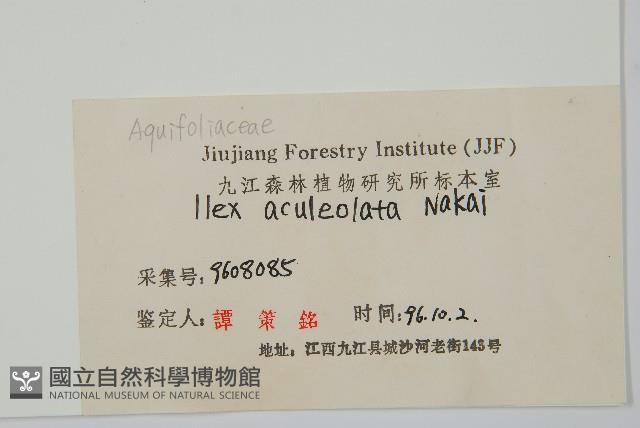 Aquifoliaceae
Jiujiang Forestry Institute (JJF)
九江森林植物研究所标本室
Ilex aculeolata Nakai
采集号: 9608085
鉴定人: 譚策銘 时间: 96.10.2.
地址: 江西九江县城沙河老街143号
國立自然科學博物館
NATIONAL MUSEUM OF NATURAL SCIENCE